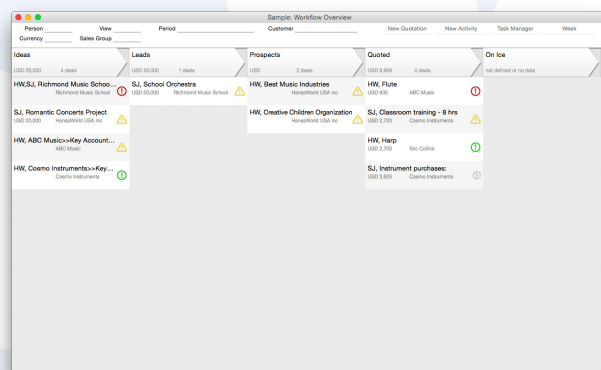 Sample: Workflow Overview
Person View Period Customer New Quotation New Activity Task Manager Week
Currency Sales Group
Ideas
USD 20,000 4 deals
HW,SJ, Richmond Music Schoo...
Richmond Music School
SJ, Romantic Concerts Project
USD 20,000 HansaWorld USA inc
HW, ABC Music>>Key Account...
ABC Music
HW, Cosmo Instruments>>Key...
Cosmo Instruments
Leads
USD 50,000 1 deals
SJ, School Orchestra
USD 50,000 Richmond Music School
Prospects
USD 2 deals
HW, Best Music Industries
HansaWorld USA inc
HW, Creative Children Organization
HansaWorld USA inc
Quoted
USD 9,959 4 deals
HW, Flute
USD 933 ABC Music
SJ, Classroom training - 8 hrs
USD 2,700 Cosmo Instruments
HW, Harp
USD 2,700 Eric Collins
SJ, Instrument purchases:
USD 3,626 Cosmo Instruments
On Ice
not defined or no data